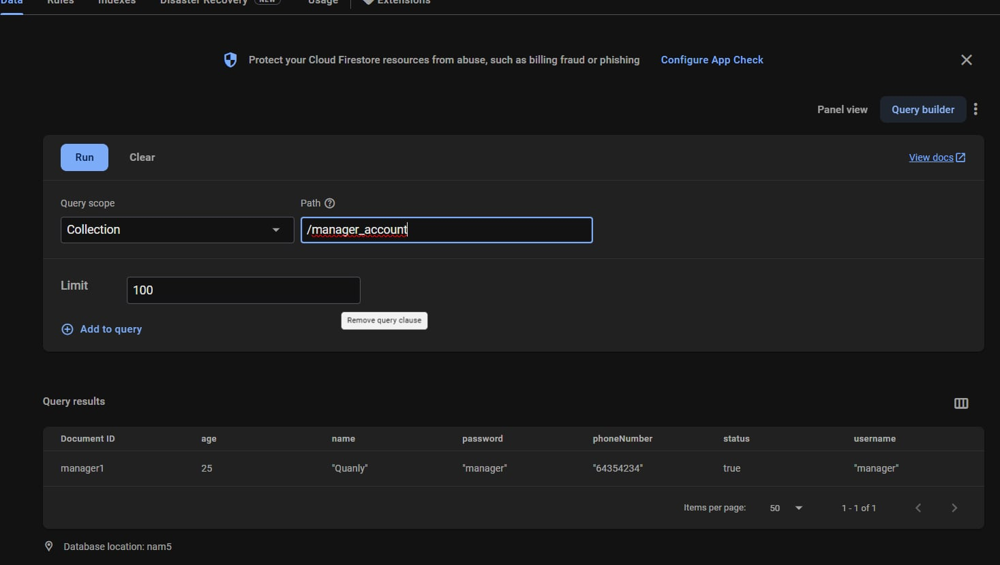 Data Rules Indexes Disaster Recovery NEW Usage Extensions
Protect your Cloud Firestore resources from abuse, such as billing fraud or phishing Configure App Check
Panel view Query builder
Run Clear View docs
Query scope Path
Collection /manager_account
Limit 100
Remove query clause
Add to query
Query results
Document ID age name password phoneNumber status username
manager1 25 "Quanly" "manager" "64354234" true "manager"
Items per page: 50 1 - 1 of 1
Database location: nam5